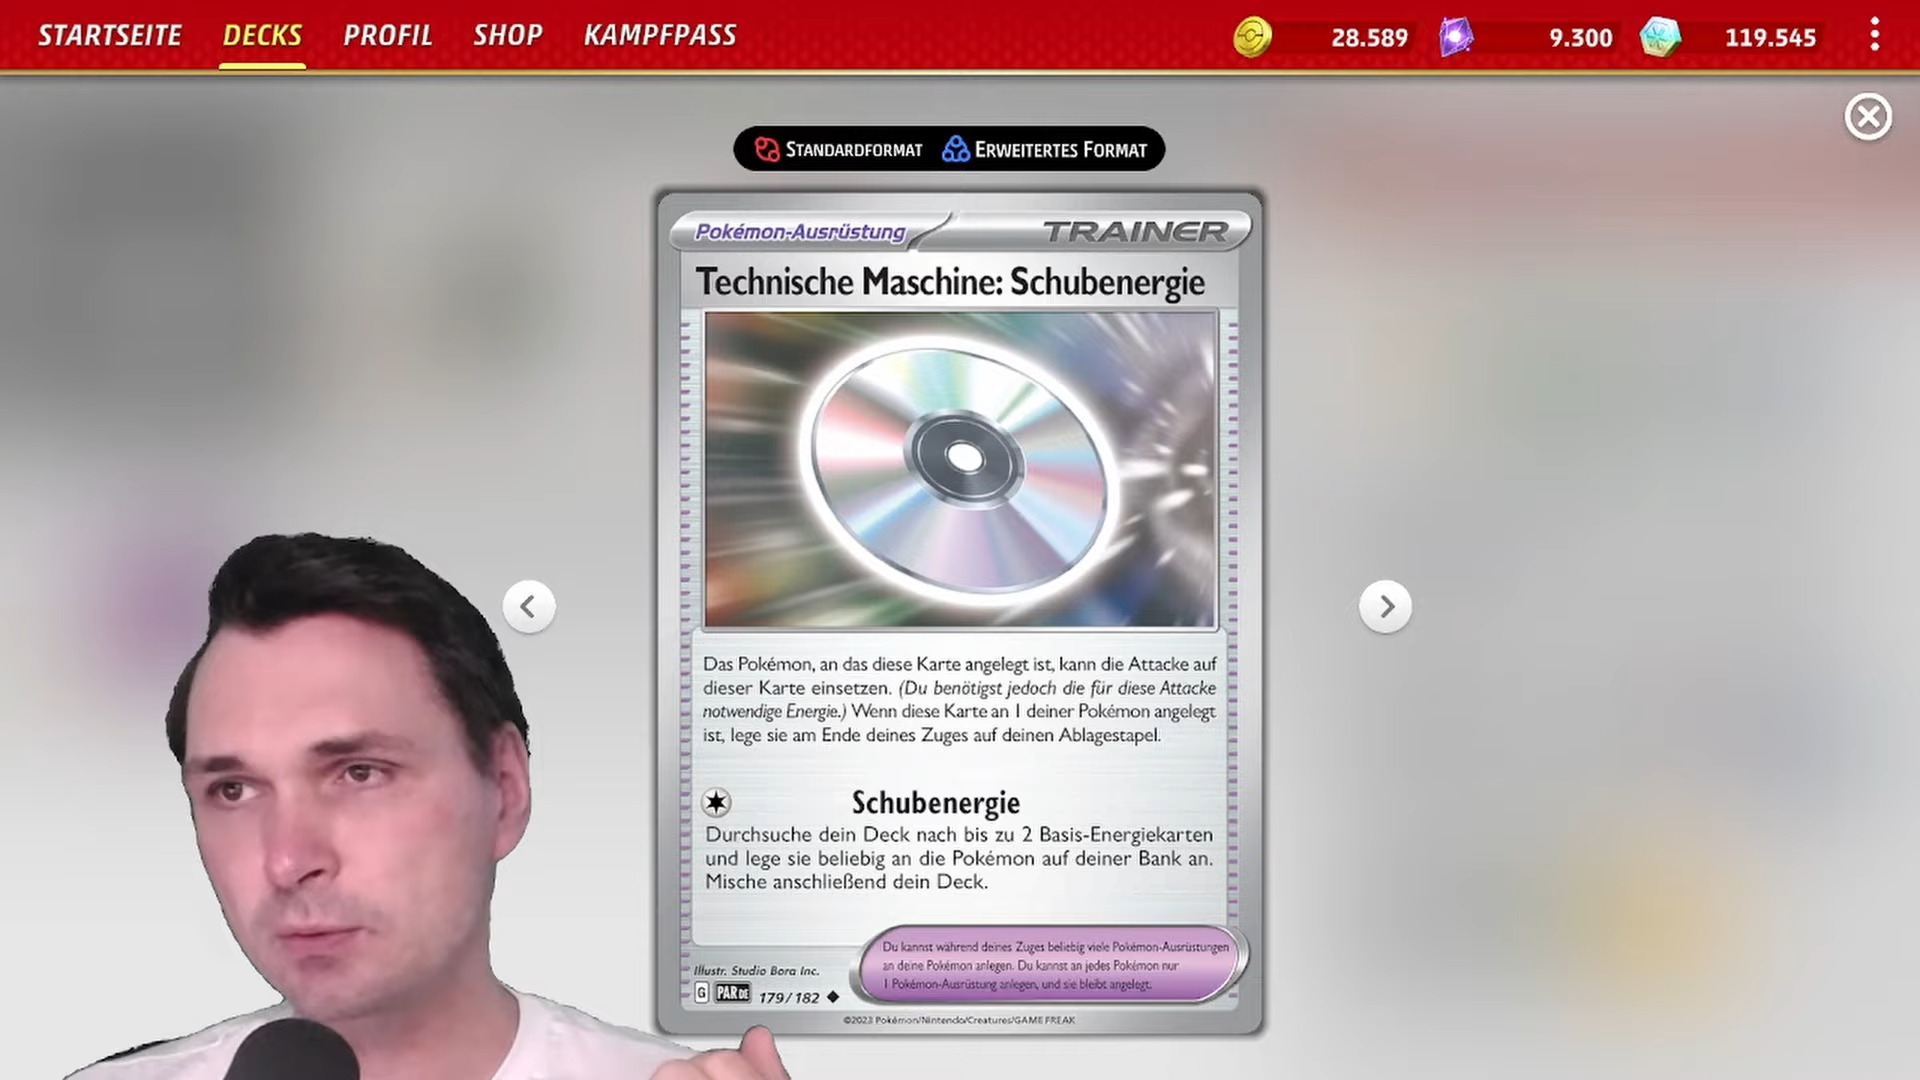 STARTSEITE DECKS PROFIL SHOP KAMPFPASS 28.589 9.300 119.545
STANDARDFORMAT ERWEITERTES FORMAT
Pokémon-Ausrüstung TRAINER
Technische Maschine: Schubenergie
Das Pokémon, an das diese Karte angelegt ist, kann die Attacke auf
dieser Karte einsetzen. (Du benötigst jedoch die für diese Attacke
notwendige Energie.) Wenn diese Karte an 1 deiner Pokémon angelegt
ist, lege sie am Ende deines Zuges auf deinen Ablagestapel.
Schubenergie
Durchsuche dein Deck nach bis zu 2 Basis-Energiekarten
und lege sie beliebig an die Pokémon auf deiner Bank an.
Mische anschließend dein Deck.
Du kannst während deines Zuges beliebig viele Pokémon-Ausrüstungen
an deine Pokémon anlegen. Du kannst an jedes Pokémon nur
1 Pokémon-Ausrüstung anlegen, und sie bleibt angelegt.
Illustr. Studio Bora Inc.
G PAR DE 179/182
©2023 Pokémon/Nintendo/Creatures/GAME FREAK